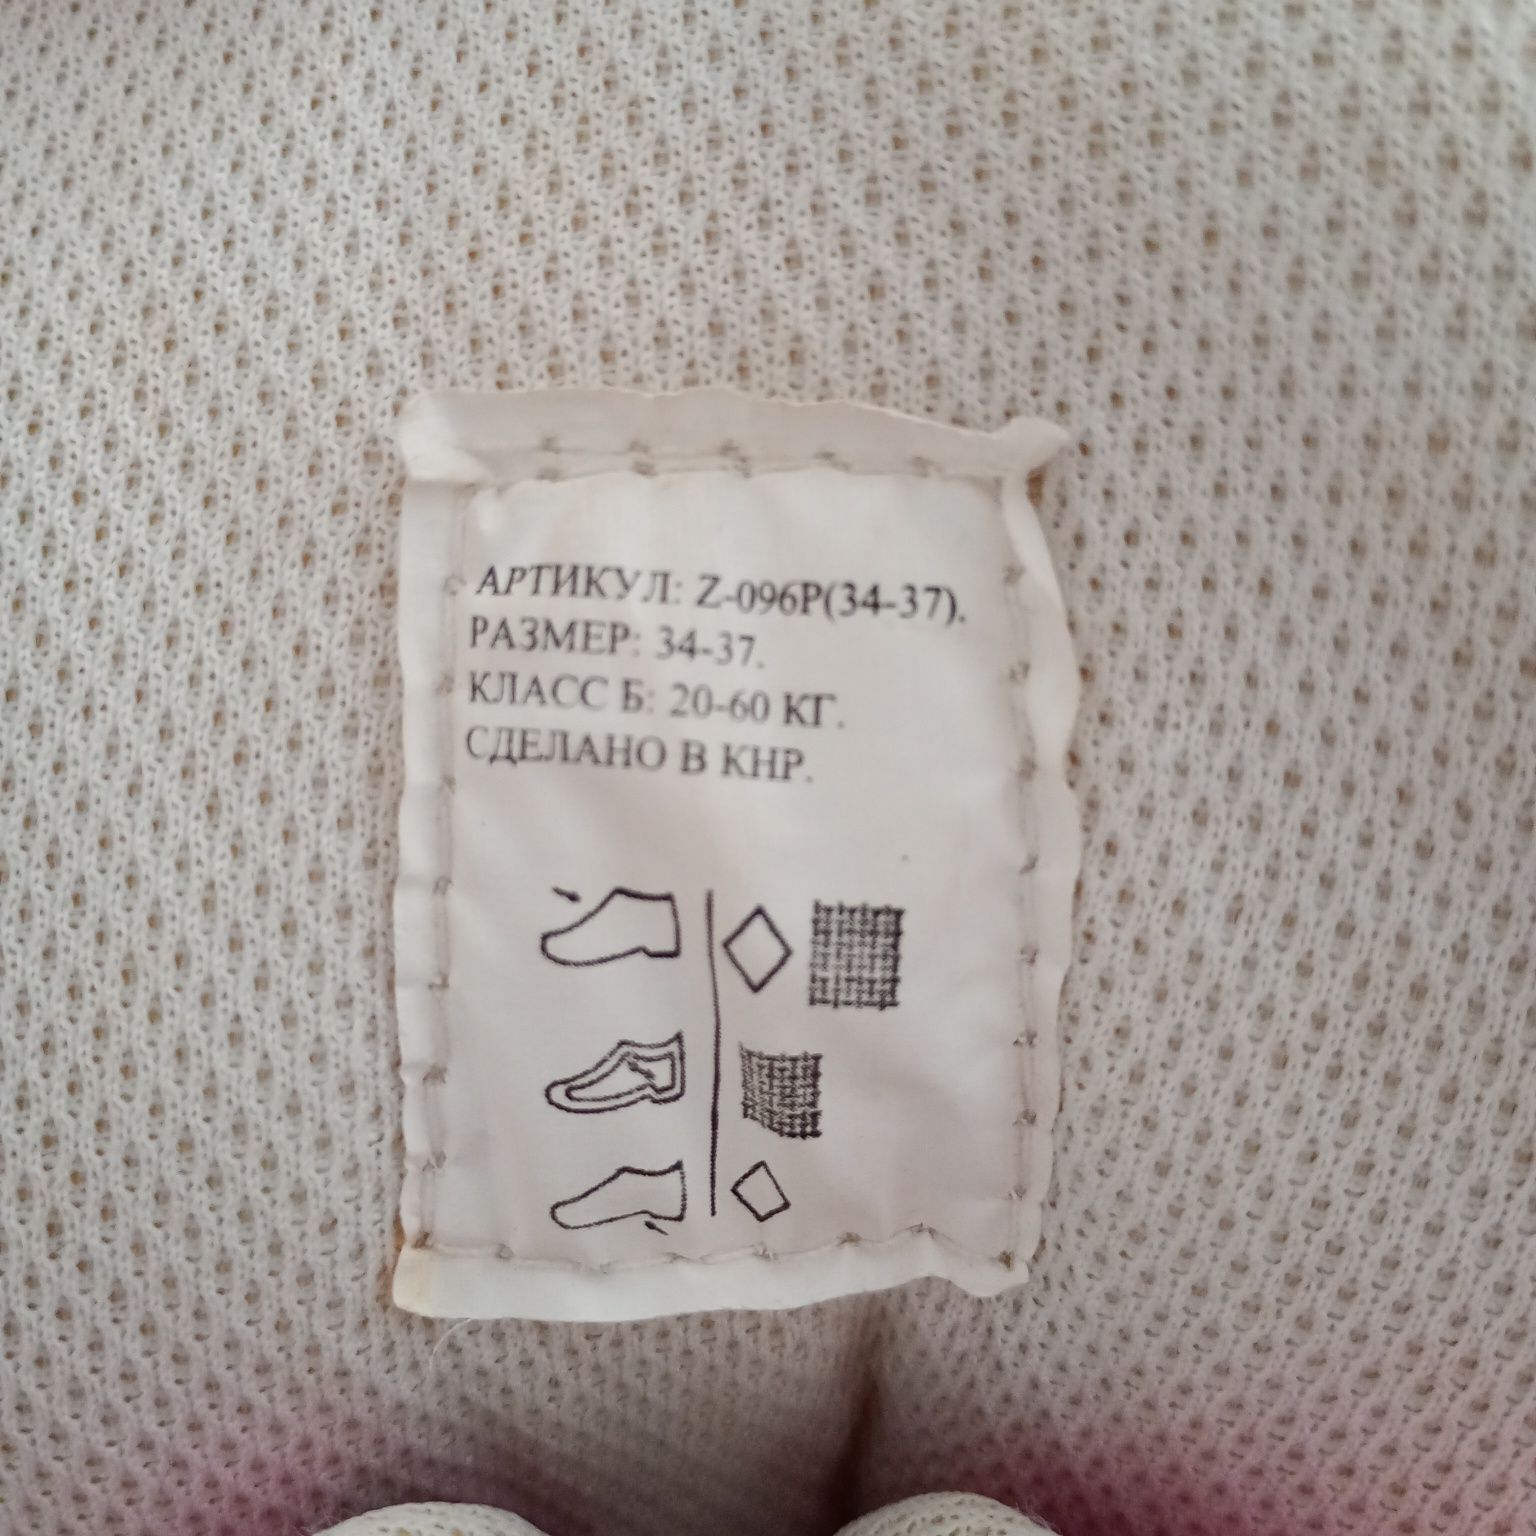 АРТИКУЛ: Z-096P(34-37).
РАЗМЕР: 34-37.
КЛАСС Б: 20-60 КГ.
СДЕЛАНО В КНР.